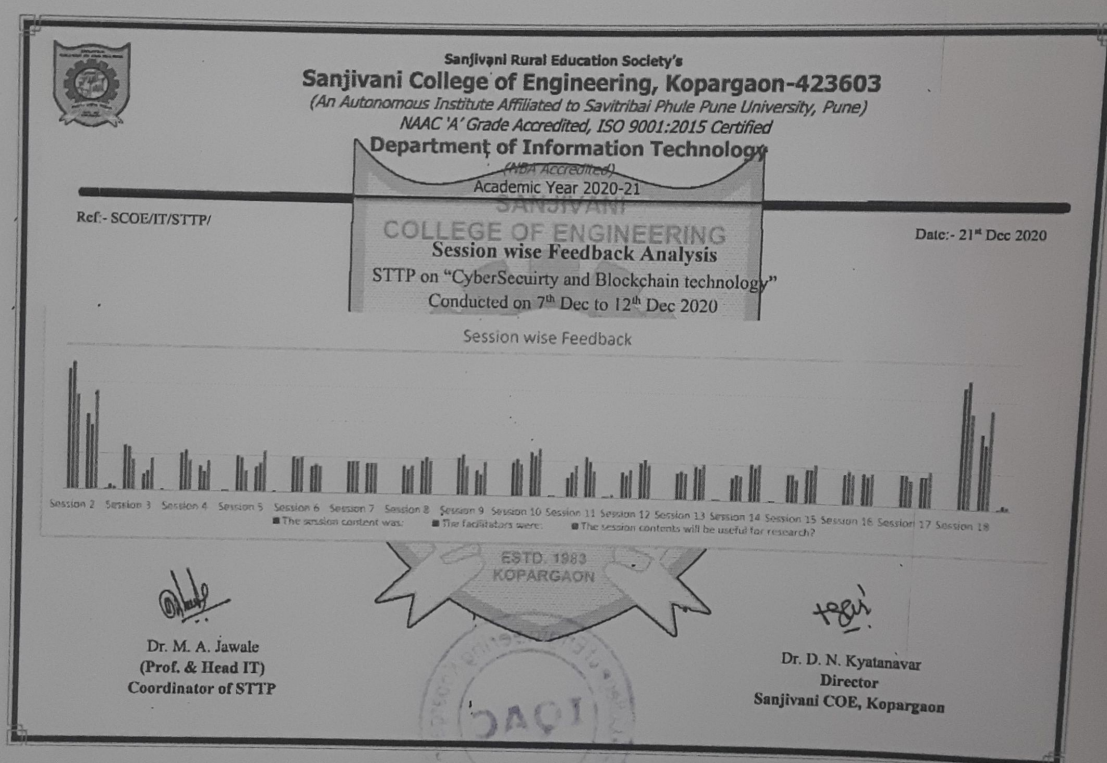 Sanjivani Rural Education Society's
Sanjivani College of Engineering, Kopargaon-423603
(An Autonomous Institute Affiliated to Savitribai Phule Pune University, Pune)
NAAC 'A' Grade Accredited, ISO 9001:2015 Certified
Department of Information Technology
(NBA Accredited)
Academic Year 2020-21
SANJIVANI
Ref:- SCOE/IT/STTP/
Date:- 21st Dec 2020
COLLEGE OF ENGINEERING
Session wise Feedback Analysis
STTP on "CyberSecuirty and Blockchain technology"
Conducted on 7th Dec to 12th Dec 2020
Session wise Feedback
Session 2 Session 3 Session 4 Session 5 Session 6 Session 7 Session 8 Session 9 Session 10 Session 11 Session 12 Session 13 Session 14 Session 15 Session 16 Session 17 Session 18
The session content was: The facilitators were: The session contents will be useful for research?
ESTD. 1983
KOPARGAON
Dr. M. A. Jawale
(Prof. & Head IT)
Coordinator of STTP
Dr. D. N. Kyatanavar
Director
Sanjivani COE, Kopargaon